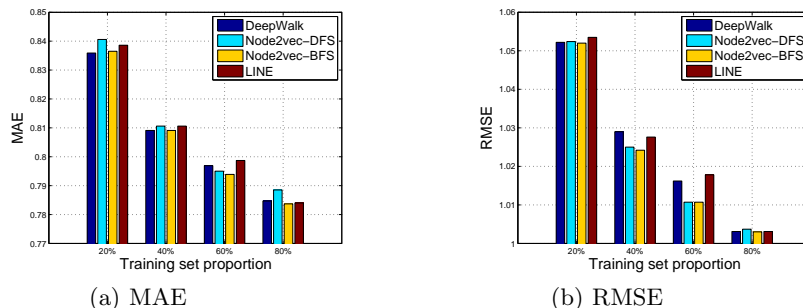 0.85
0.84
0.83
0.82
0.81
0.8
0.79
0.78
0.77
MAE
DeepWalk
Node2vec-DFS
Node2vec-BFS
LINE
20%
40%
60%
80%
Training set proportion
(a) MAE
1.06
1.05
1.04
1.03
1.02
1.01
1
RMSE
DeepWalk
Node2vec-DFS
Node2vec-BFS
LINE
20%
40%
60%
80%
Training set proportion
(b) RMSE